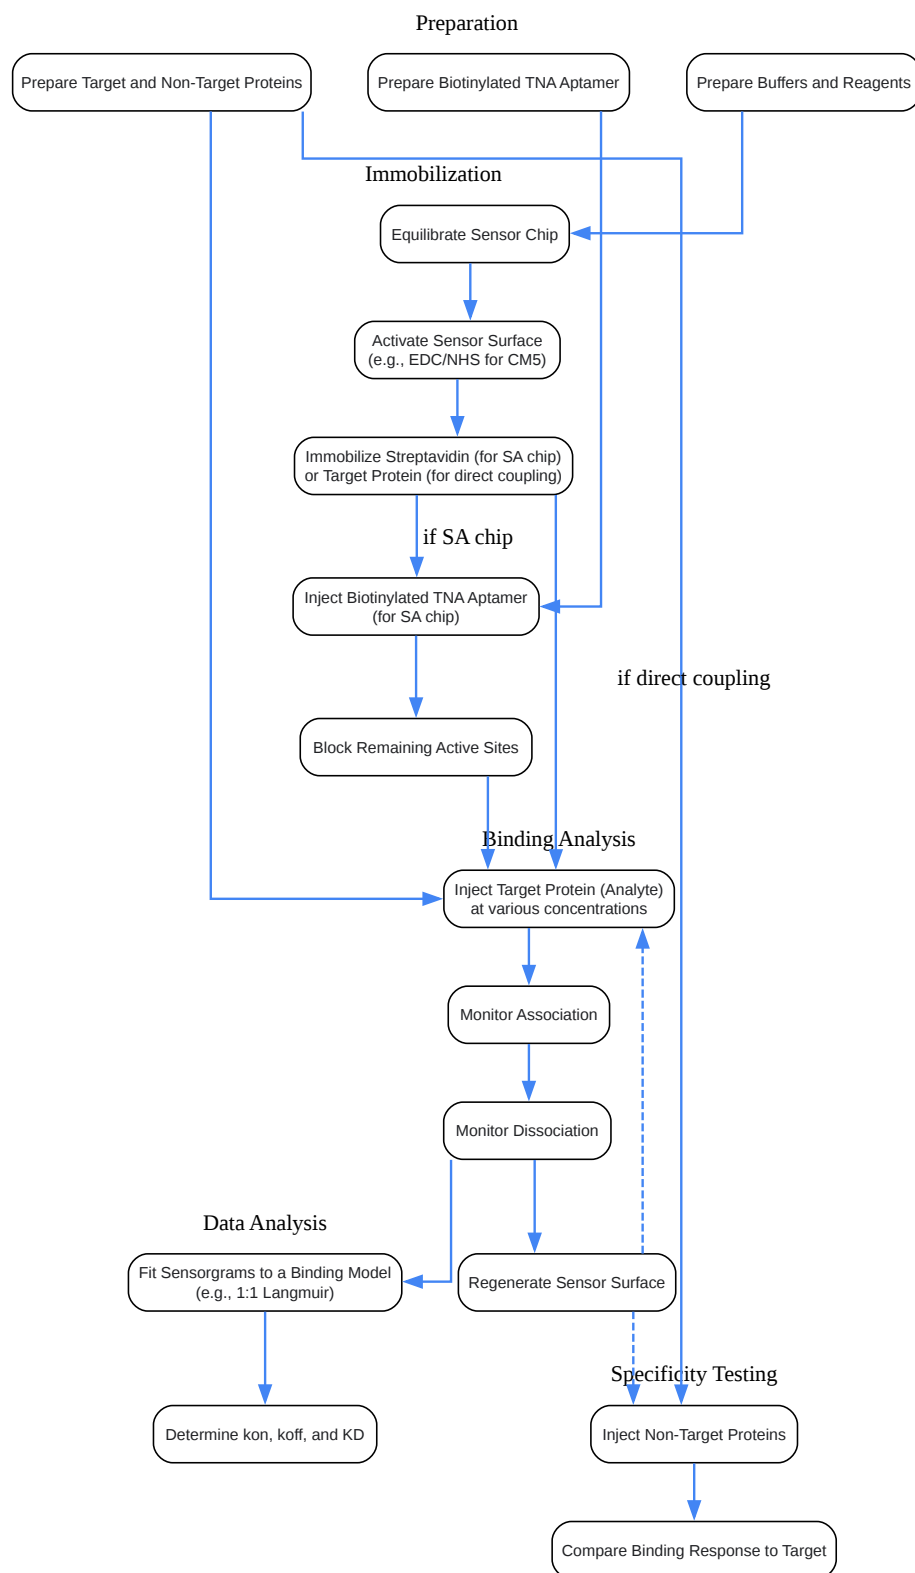 Preparation
Prepare Target and Non-Target Proteins
Prepare Biotinylated TNA Aptamer
Prepare Buffers and Reagents
Immobilization
Equilibrate Sensor Chip
Activate Sensor Surface
(e.g., EDC/NHS for CM5)
Immobilize Streptavidin (for SA chip)
or Target Protein (for direct coupling)
if SA chip
Inject Biotinylated TNA Aptamer
(for SA chip)
if direct coupling
Block Remaining Active Sites
Binding Analysis
Inject Target Protein (Analyte)
at various concentrations
Monitor Association
Monitor Dissociation
Data Analysis
Fit Sensorgrams to a Binding Model
(e.g., 1:1 Langmuir)
Regenerate Sensor Surface
Specificity Testing
Determine kon, koff, and KD
Inject Non-Target Proteins
Compare Binding Response to Target